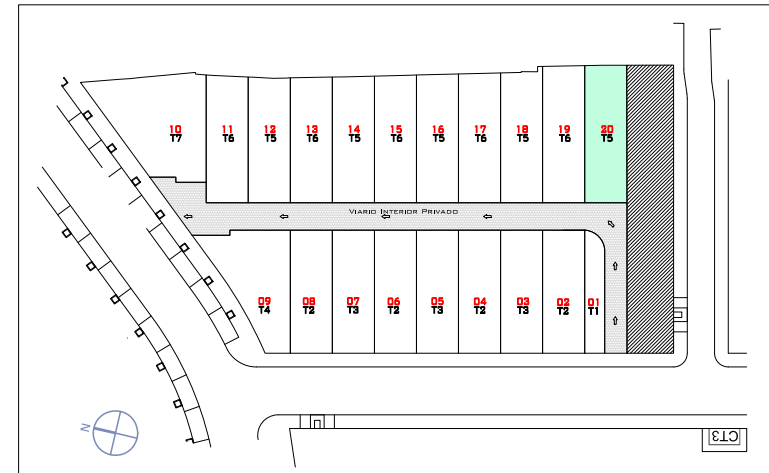 10
T7
11
T6
12
T5
13
T6
14
T5
15
T6
16
T5
17
T6
18
T5
19
T6
20
T5
Viario Interior Privado
09
T4
08
T2
07
T3
06
T2
05
T3
04
T2
03
T3
02
T2
01
T1
N
CT3